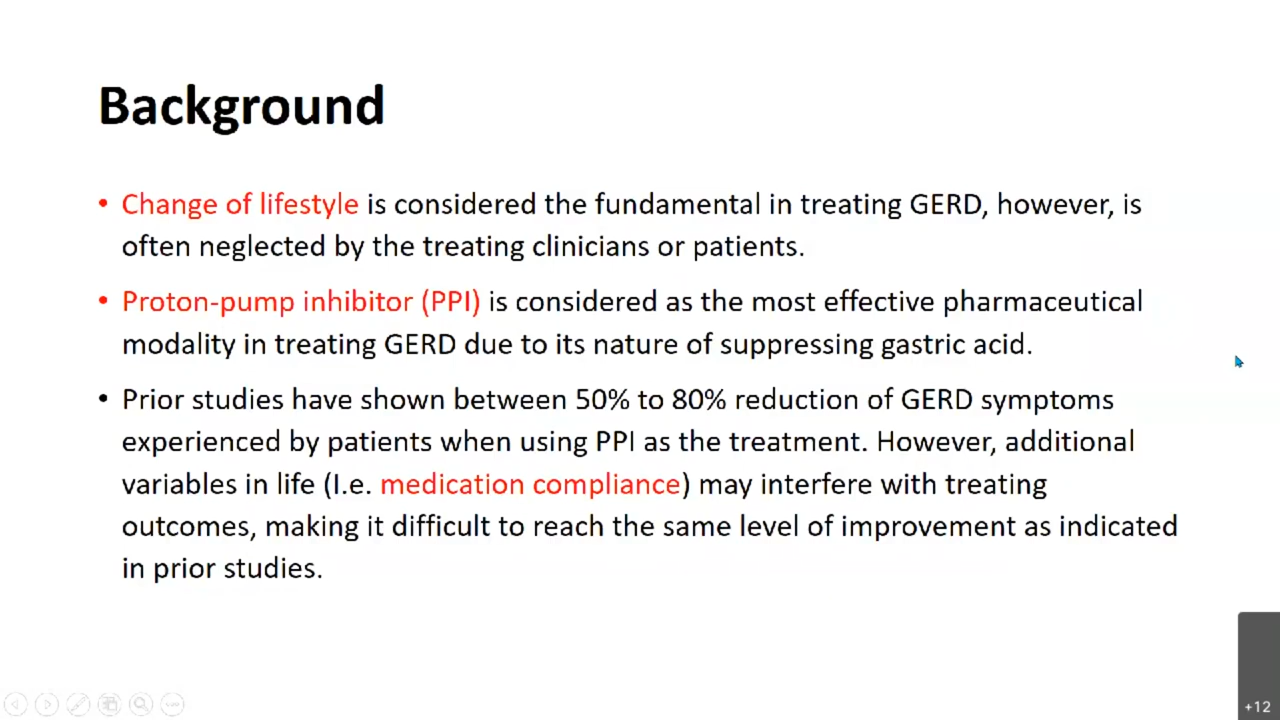 Background
• Change of lifestyle is considered the fundamental in treating GERD, however, is
often neglected by the treating clinicians or patients.
• Proton-pump inhibitor (PPI) is considered as the most effective pharmaceutical
modality in treating GERD due to its nature of suppressing gastric acid.
• Prior studies have shown between 50% to 80% reduction of GERD symptoms
experienced by patients when using PPI as the treatment. However, additional
variables in life (I.e. medication compliance) may interfere with treating
outcomes, making it difficult to reach the same level of improvement as indicated
in prior studies.
+12